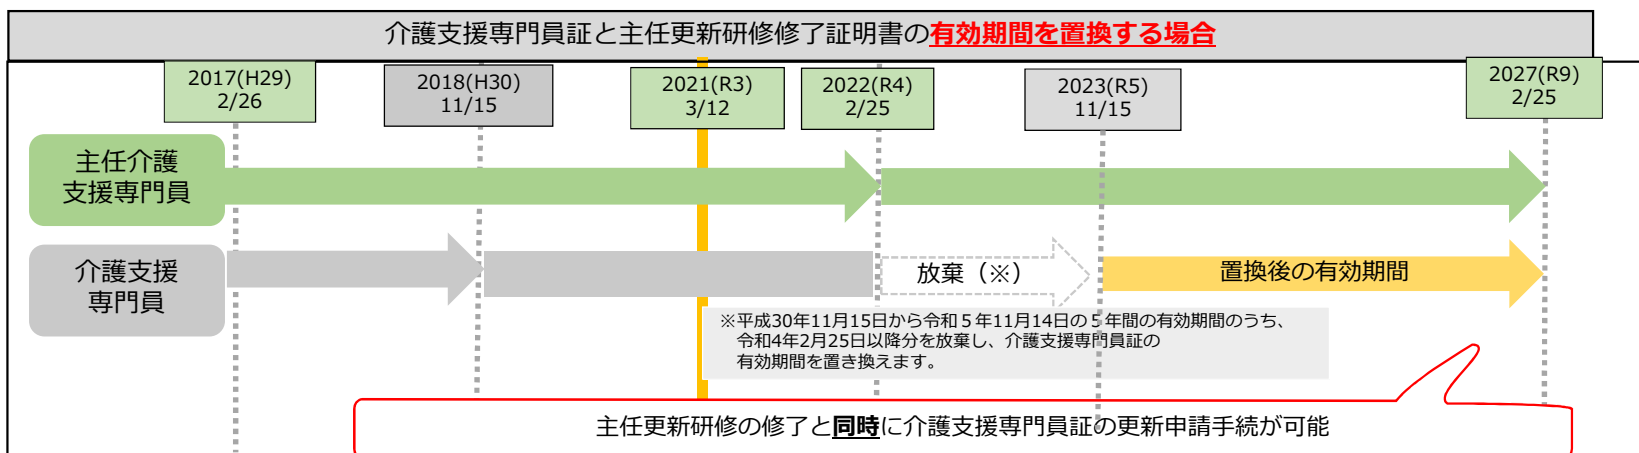 介護支援専門員証と主任更新研修修了証明書の有効期間を置換する場合
2017(H29)
2/26
2018(H30)
11/15
2021(R3)
3/12
2022(R4)
2/25
2023(R5)
11/15
2027(R9)
2/25
主任介護
支援専門員
介護支援
専門員
放棄（※）
置換後の有効期間
※平成30年11月15日から令和５年11月14日の５年間の有効期間のうち、
令和4年2月25日以降分を放棄し、介護支援専門員証の
有効期間を置き換えます。
主任更新研修の修了と同時に介護支援専門員証の更新申請手続が可能